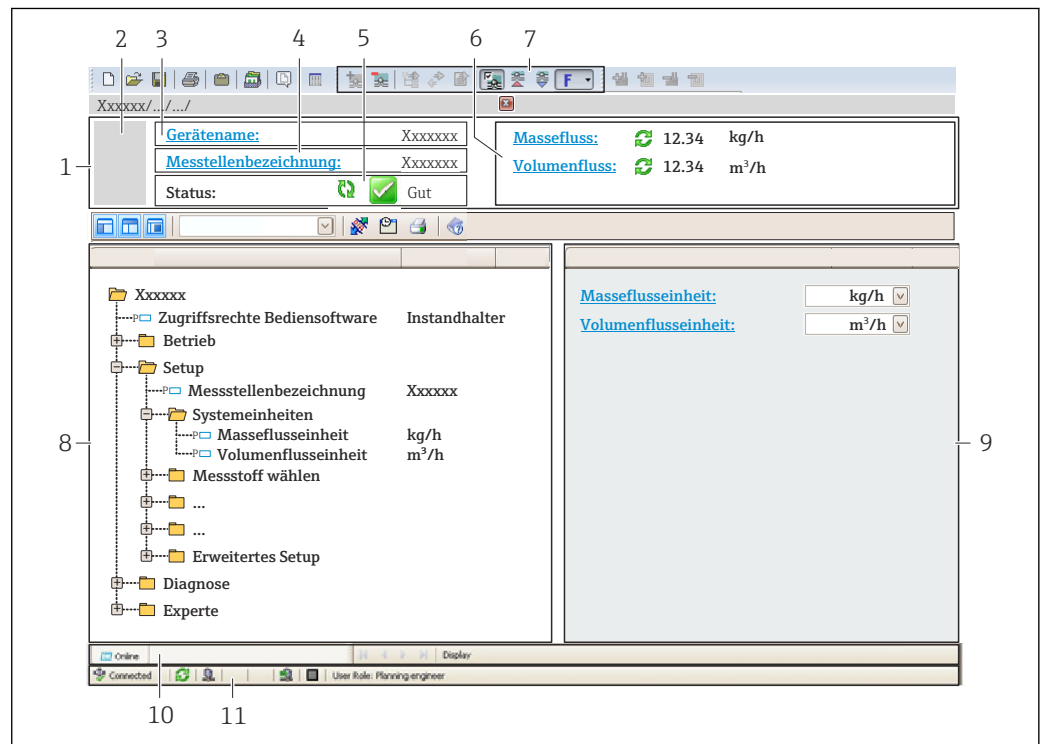 2 3 4 5 6 7
F
Xxxxxx/.../.../
1
Gerätename: Xxxxxxx
Messtellenbezeichnung: Xxxxxxx
Status: Gut
Massefluss: 12.34 kg/h
Volumenfluss: 12.34 m³/h
Xxxxxx
P Zugriffsrechte Bediensoftware Instandhalter
Betrieb
Setup
P Messstellenbezeichnung Xxxxxx
Systemeinheiten
P Masseflusseinheit kg/h
P Volumenflusseinheit m³/h
Messstoff wählen
...
...
Erweitertes Setup
Diagnose
Experte
8
Masseflusseinheit: kg/h
Volumenflusseinheit: m³/h
9
Online Display
Connected User Role: Planning engineer
10 11